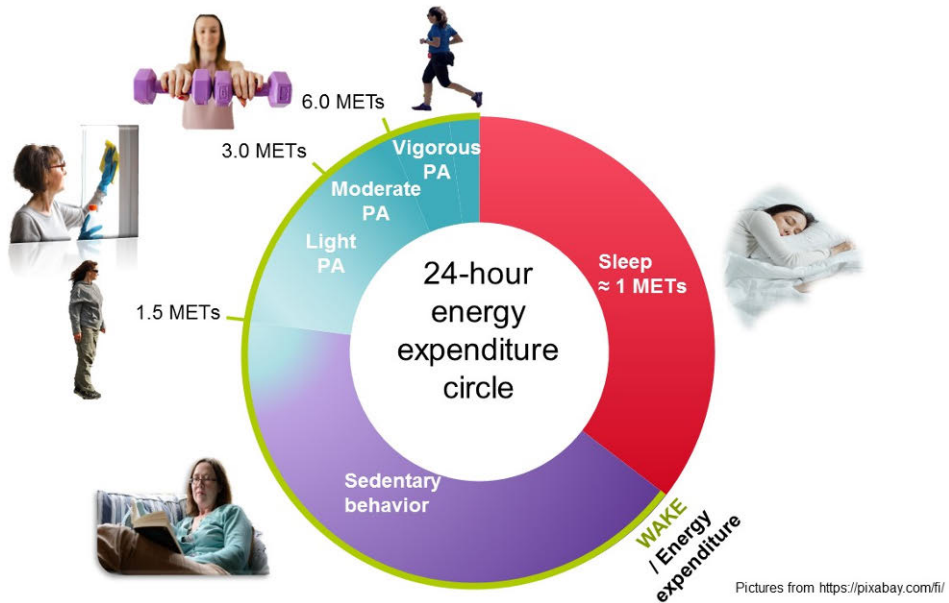 6.0 METs
3.0 METs
1.5 METs
Vigorous
PA
Moderate
PA
Light
PA
Sleep
≈ 1 METs
24-hour
energy
expenditure
circle
Sedentary
behavior
WAKE
/ Energy
expenditure
Pictures from https://pixabay.com/fi/